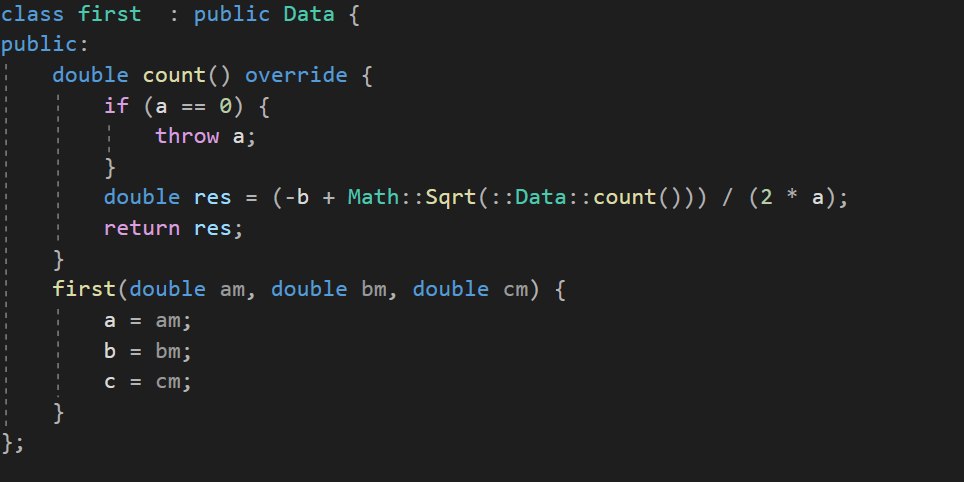 class first  : public Data {
public:
    double count() override {
        if (a == 0) {
            throw a;
        }
        double res = (-b + Math::Sqrt(::Data::count())) / (2 * a);
        return res;
    }
    first(double am, double bm, double cm) {
        a = am;
        b = bm;
        c = cm;
    }
};